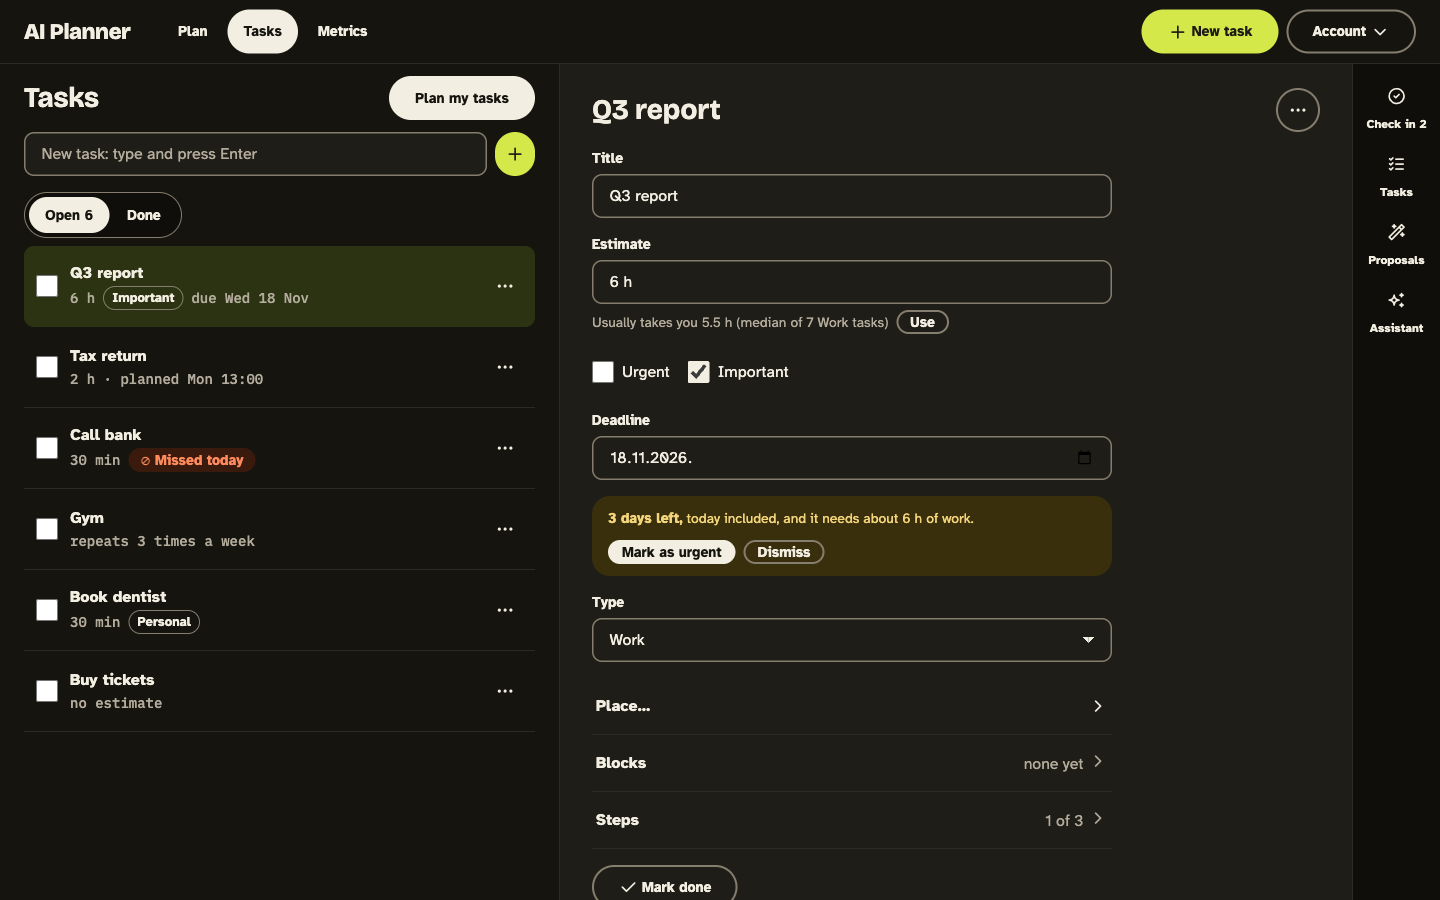 AI Planner
Plan
Tasks
Metrics
New task
Account
Tasks
Plan my tasks
New task: type and press Enter
Open 6
Done
Q3 report
6 h Important due Wed 18 Nov
Tax return
2 h · planned Mon 13:00
Call bank
30 min Missed today
Gym
repeats 3 times a week
Book dentist
30 min Personal
Buy tickets
no estimate
Q3 report
Title
Q3 report
Estimate
6 h
Usually takes you 5.5 h (median of 7 Work tasks) Use
Urgent Important
Deadline
18.11.2026.
3 days left, today included, and it needs about 6 h of work.
Mark as urgent Dismiss
Type
Work
Place...
Blocks none yet
Steps 1 of 3
Mark done
Check in 2
Tasks
Proposals
Assistant